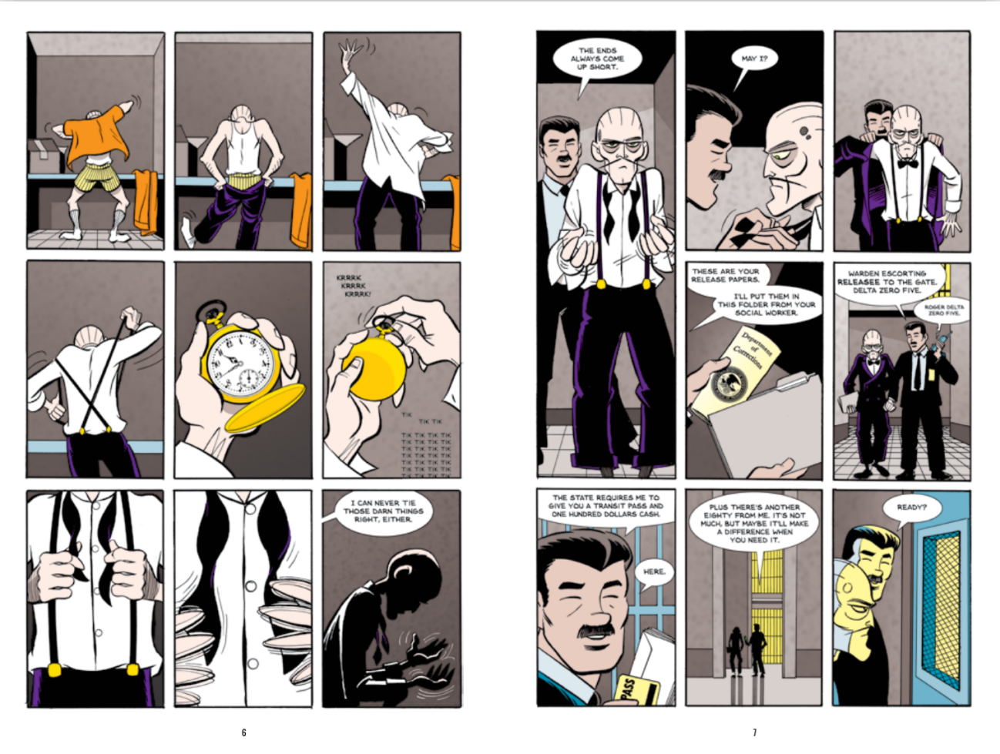 KRRRK
KRRRK
KRRRK!
TIK
TIK TIK
TIK TIK TIK TIK
TIK TIK TIK TIK
TIK TIK TIK TIK
TIK TIK TIK TIK
TIK TIK TIK TIK
TIK TIK TIK TIK
TIK TIK TIK TIK
I CAN NEVER TIE
THOSE DARN THINGS
RIGHT, EITHER.
6
THE ENDS
ALWAYS COME
UP SHORT.
MAY I?
THESE ARE YOUR
RELEASE PAPERS.
I'LL PUT THEM IN
THIS FOLDER FROM YOUR
SOCIAL WORKER.
Department
of
Corrections
WARDEN ESCORTING
RELEASEE TO THE GATE.
DELTA ZERO FIVE.
ROGER DELTA
ZERO FIVE.
THE STATE REQUIRES ME TO
GIVE YOU A TRANSIT PASS AND
ONE HUNDRED DOLLARS CASH.
HERE.
PASS
PLUS THERE'S ANOTHER
EIGHTY FROM ME. IT'S NOT
MUCH, BUT MAYBE IT'LL MAKE
A DIFFERENCE WHEN
YOU NEED IT.
READY?
7